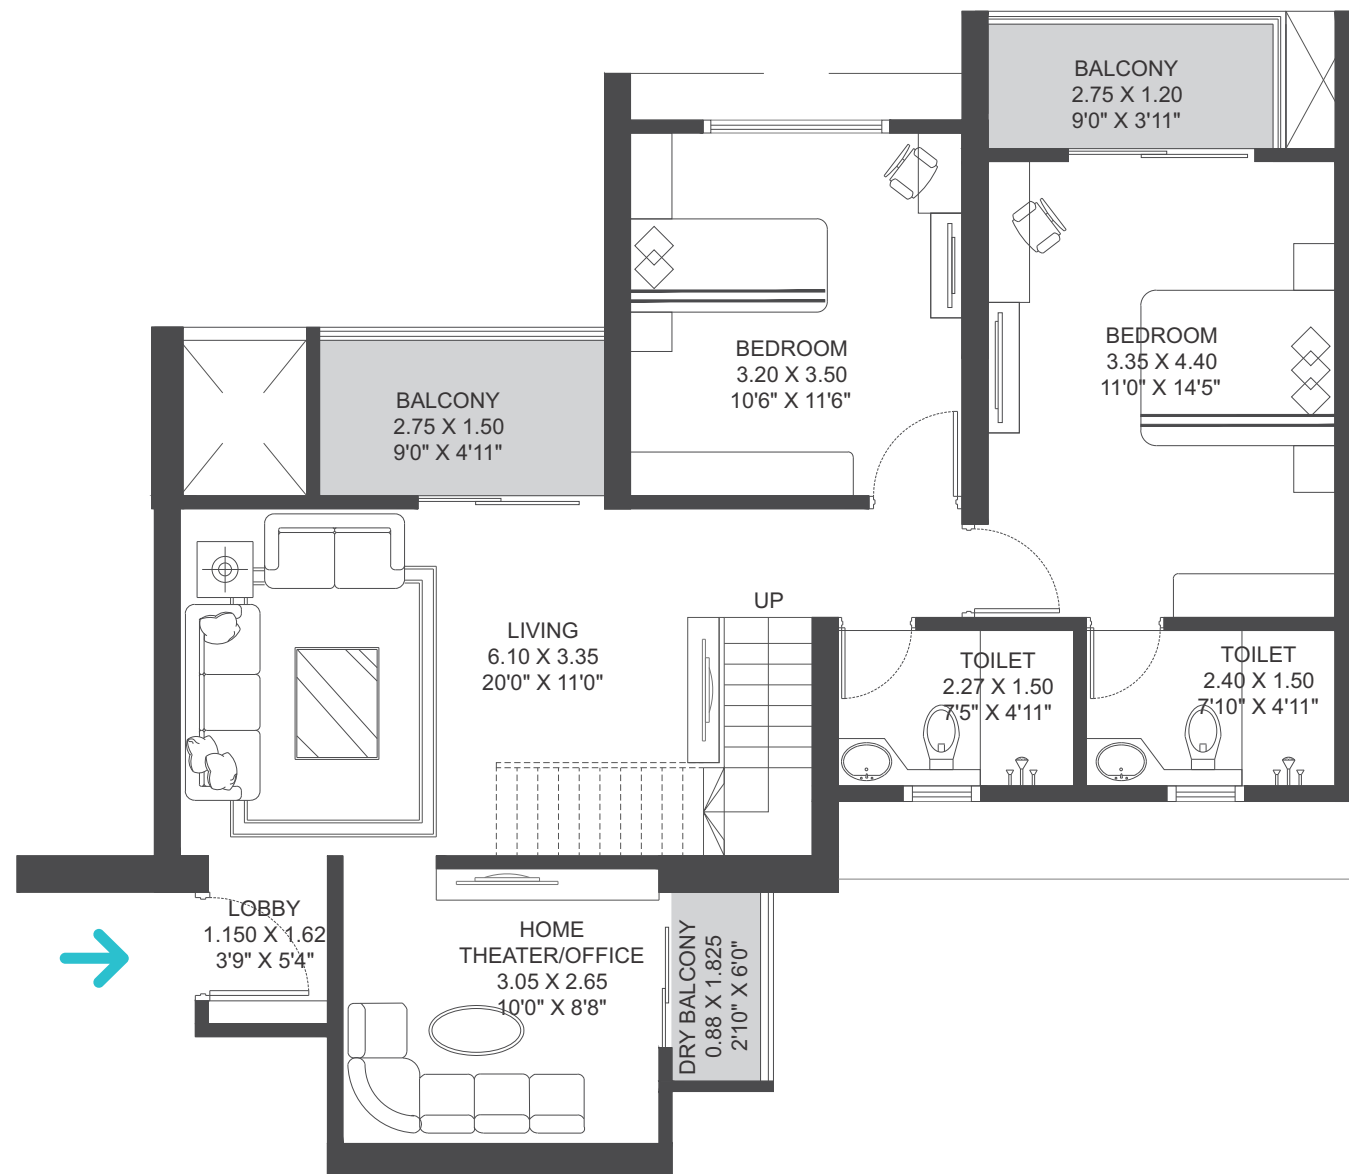 BALCONY
2.75 X 1.20
9'0" X 3'11"
BEDROOM
3.20 X 3.50
10'6" X 11'6"
BEDROOM
3.35 X 4.40
11'0" X 14'5"
BALCONY
2.75 X 1.50
9'0" X 4'11"
UP
LIVING
6.10 X 3.35
20'0" X 11'0"
TOILET
2.27 X 1.50
7'5" X 4'11"
TOILET
2.40 X 1.50
7'10" X 4'11"
LOBBY
1.150 X 1.62
3'9" X 5'4"
HOME
THEATER/OFFICE
3.05 X 2.65
10'0" X 8'8"
DRY BALCONY
0.88 X 1.825
2'10" X 6'0"